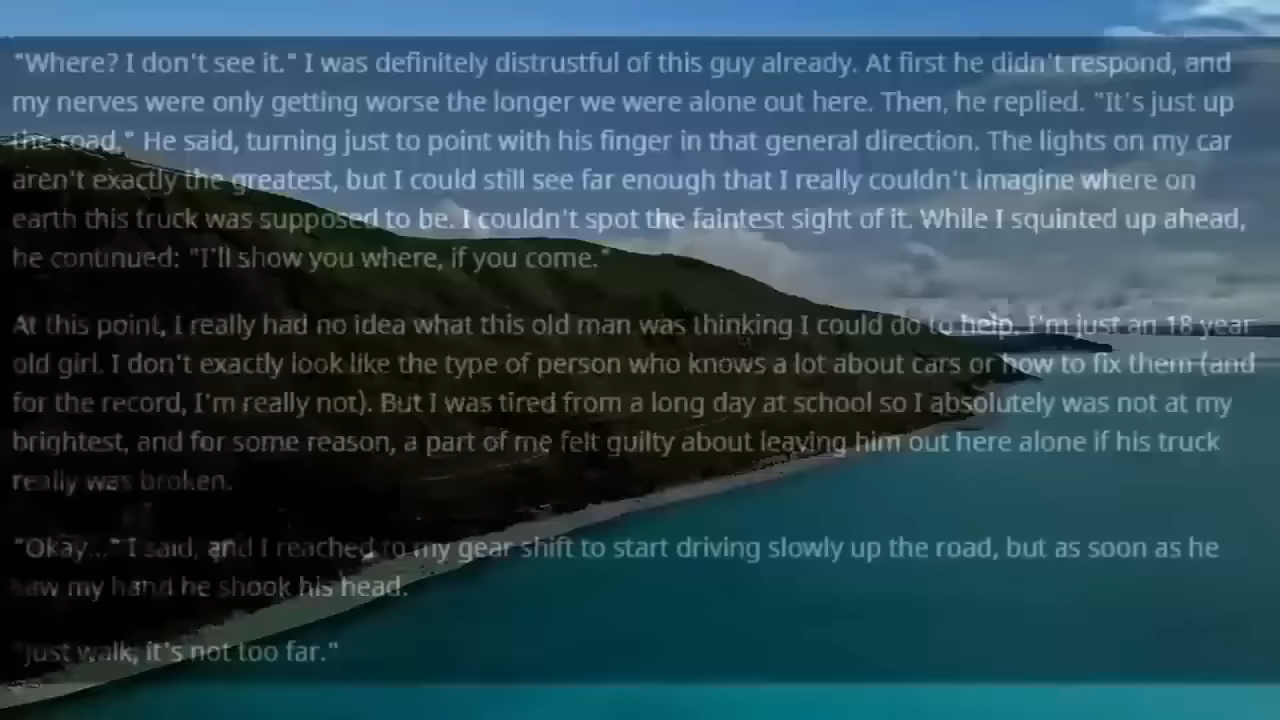 "Where? I don't see it." I was definitely distrustful of this guy already. At first he didn't respond, and
my nerves were only getting worse the longer we were alone out here. Then, he replied. "It's just up
the road." He said, turning just to point with his finger in that general direction. The lights on my car
aren't exactly the greatest, but I could still see far enough that I really couldn't imagine where on
earth this truck was supposed to be. I couldn't spot the faintest sight of it. While I squinted up ahead,
he continued: "I'll show you where, if you come."
At this point, I really had no idea what this old man was thinking I could do to help. I'm just an 18 year
old girl. I don't exactly look like the type of person who knows a lot about cars or how to fix them (and
for the record, I'm really not). But I was tired from a long day at school so I absolutely was not at my
brightest, and for some reason, a part of me felt guilty about leaving him out here alone if his truck
really was broken.
"Okay..." I said, and I reached to my gear shift to start driving slowly up the road, but as soon as he
saw my hand he shook his head.
"Just walk, it's not too far."